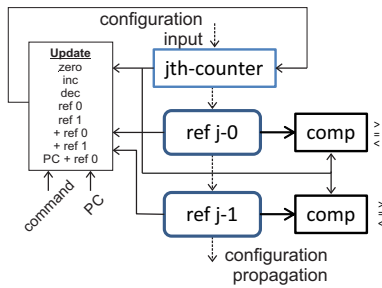 configuration
input
Update
zero
inc
dec
ref 0
ref 1
+ ref 0
+ ref 1
PC + ref 0
jth-counter
ref j-0
comp
> = <
ref j-1
comp
> = <
command
PC
configuration
propagation